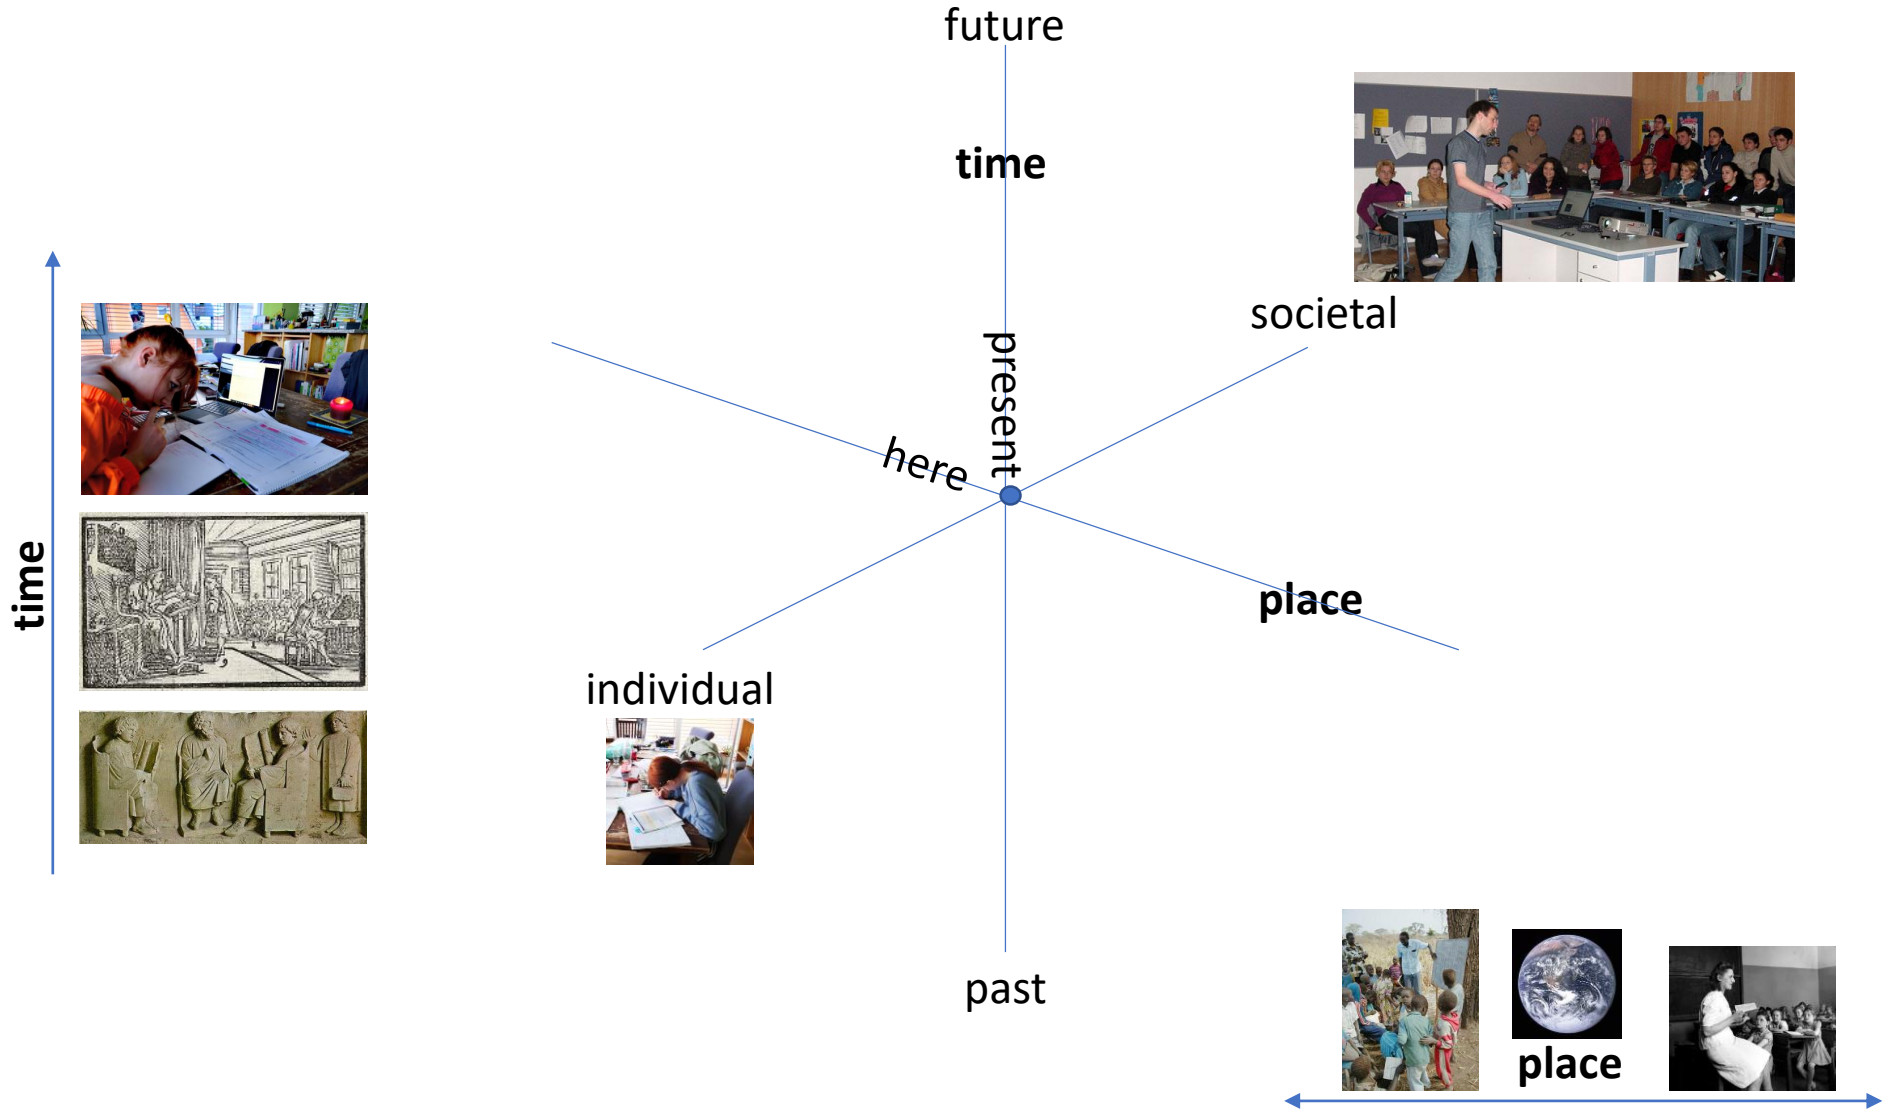 future
time
societal
present
here
time
place
individual
past
place